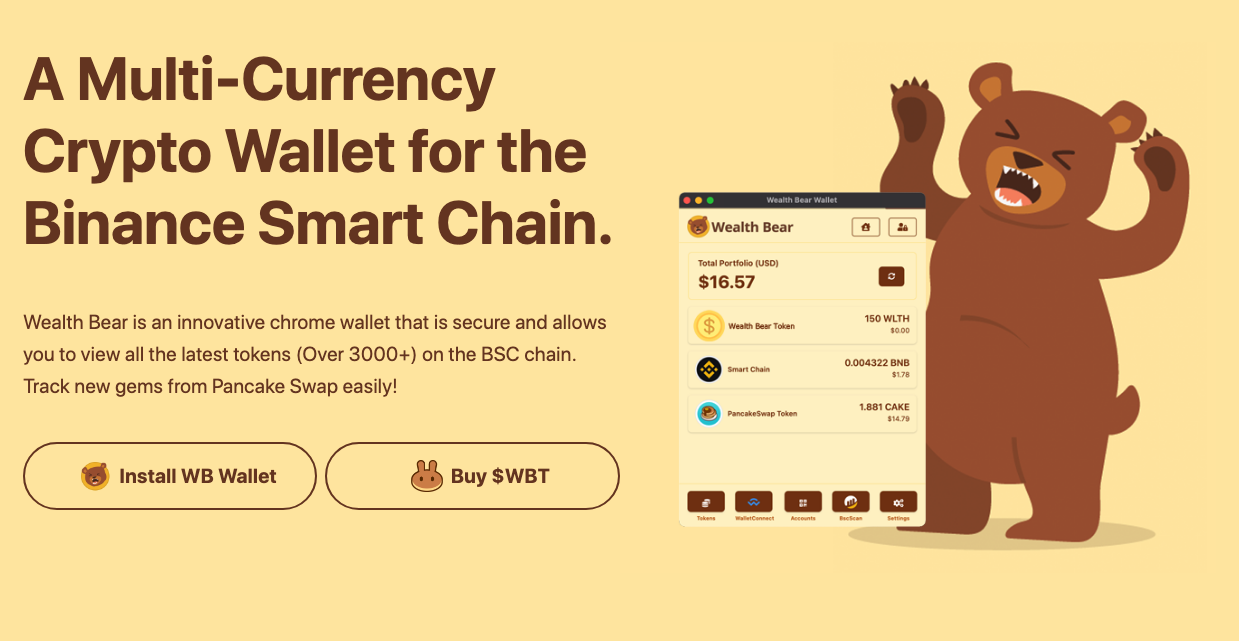 A Multi-Currency
Crypto Wallet for the
Binance Smart Chain.
Wealth Bear is an innovative chrome wallet that is secure and allows
you to view all the latest tokens (Over 3000+) on the BSC chain.
Track new gems from Pancake Swap easily!
Install WB Wallet
Buy $WBT
Wealth Bear Wallet
Wealth Bear
Total Portfolio (USD)
$16.57
Wealth Bear Token
150 WLTH
$0.00
Smart Chain
0.004322 BNB
$1.78
PancakeSwap Token
1.881 CAKE
$14.79
Tokens
WalletConnect
Accounts
BscScan
Settings